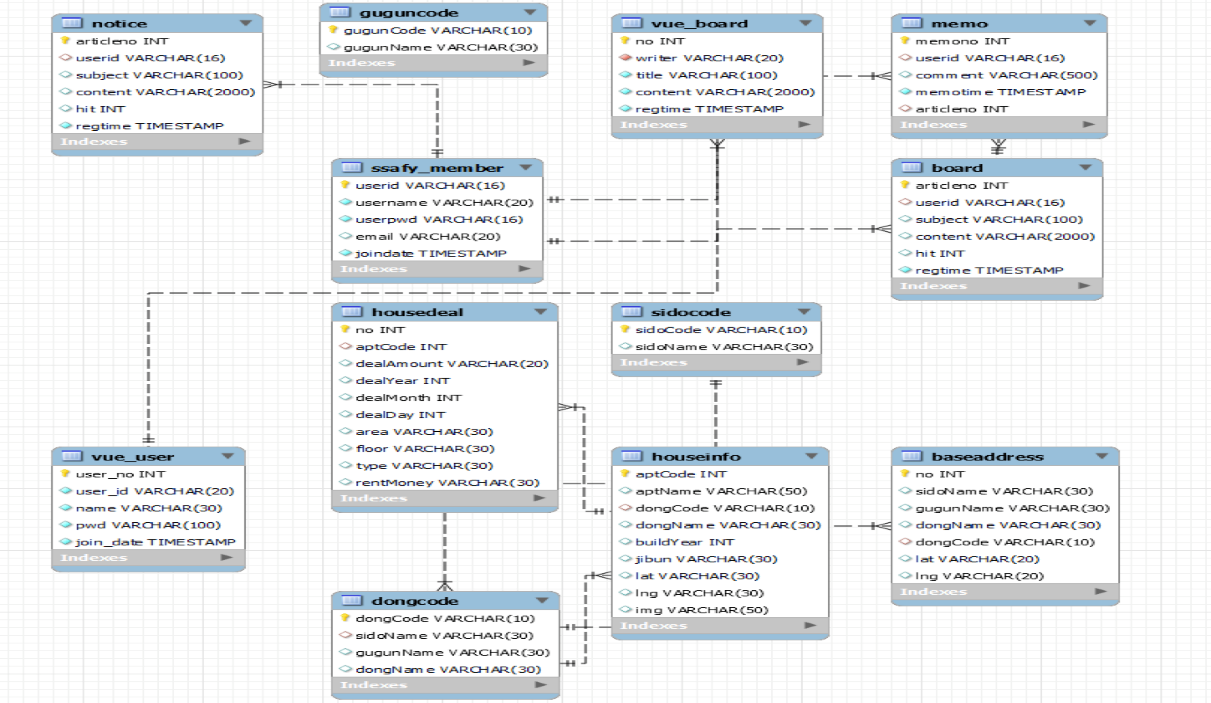 notice
articleno INT
userid VARCHAR(16)
subject VARCHAR(100)
content VARCHAR(2000)
hit INT
regtime TIMESTAMP
Indexes
guguncode
gugunCode VARCHAR(10)
gugunName VARCHAR(30)
Indexes
vue_board
no INT
writer VARCHAR(20)
title VARCHAR(100)
content VARCHAR(2000)
regtime TIMESTAMP
Indexes
memo
memono INT
userid VARCHAR(16)
comment VARCHAR(500)
memotime TIMESTAMP
articleno INT
Indexes
ssafy_member
userid VARCHAR(16)
username VARCHAR(20)
userpwd VARCHAR(16)
email VARCHAR(20)
joindate TIMESTAMP
Indexes
board
articleno INT
userid VARCHAR(16)
subject VARCHAR(100)
content VARCHAR(2000)
hit INT
regtime TIMESTAMP
Indexes
housedeal
no INT
aptCode INT
dealAmount VARCHAR(20)
dealYear INT
dealMonth INT
dealDay INT
area VARCHAR(30)
floor VARCHAR(30)
type VARCHAR(30)
rentMoney VARCHAR(30)
Indexes
sidocode
sidoCode VARCHAR(10)
sidoName VARCHAR(30)
Indexes
vue_user
user_no INT
user_id VARCHAR(20)
name VARCHAR(30)
pwd VARCHAR(100)
join_date TIMESTAMP
Indexes
houseinfo
aptCode INT
aptName VARCHAR(50)
dongCode VARCHAR(10)
dongName VARCHAR(30)
buildYear INT
jibun VARCHAR(30)
lat VARCHAR(30)
lng VARCHAR(30)
img VARCHAR(50)
Indexes
baseaddress
no INT
sidoName VARCHAR(30)
gugunName VARCHAR(30)
dongName VARCHAR(30)
dongCode VARCHAR(10)
lat VARCHAR(20)
lng VARCHAR(20)
Indexes
dongcode
dongCode VARCHAR(10)
sidoName VARCHAR(30)
gugunName VARCHAR(30)
dongName VARCHAR(30)
Indexes